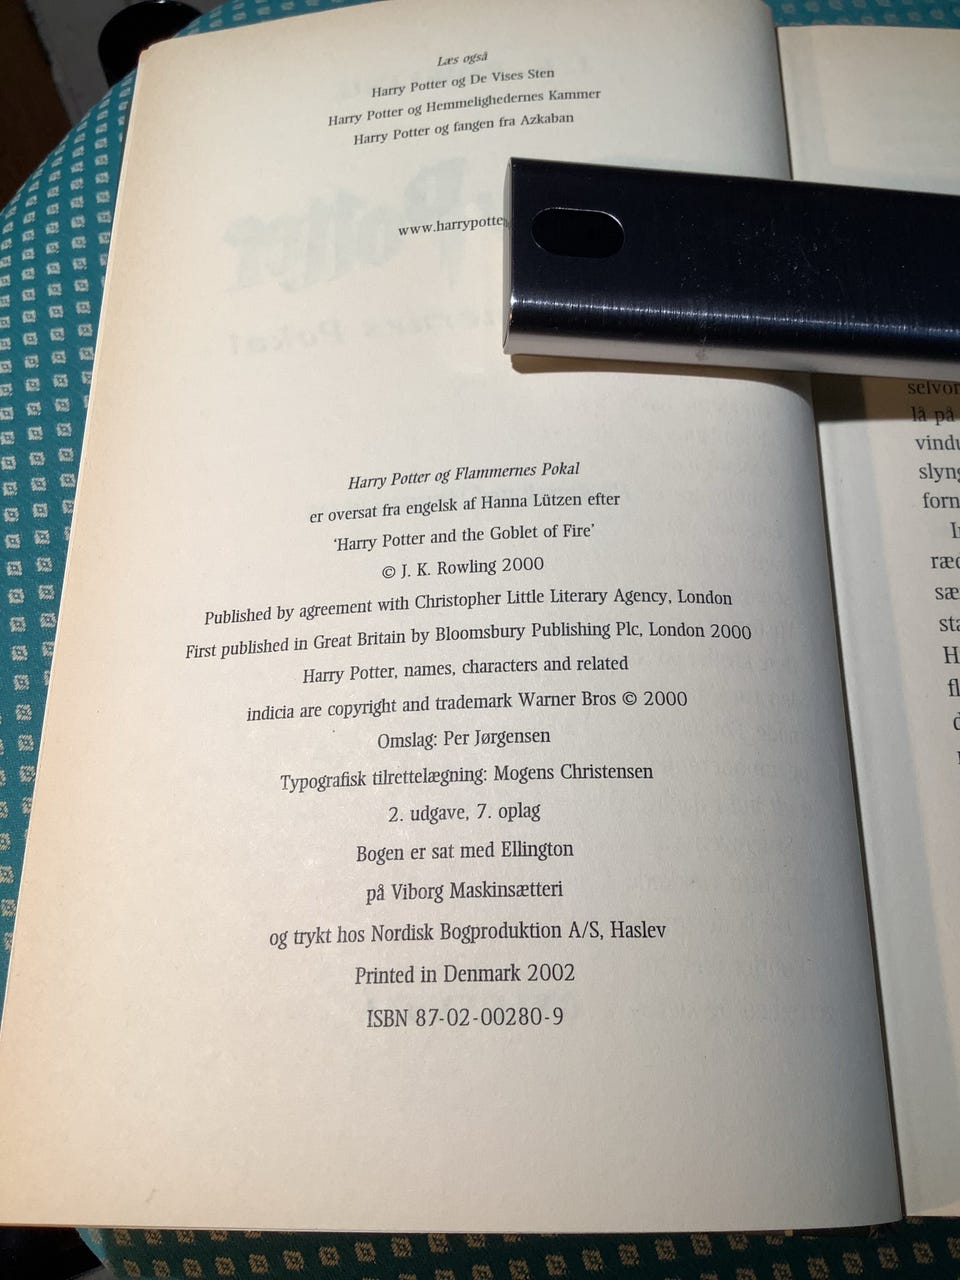 Læs også
Harry Potter og De Vises Sten
Harry Potter og Hemmelighedernes Kammer
Harry Potter og fangen fra Azkaban
www.harrypotte
Harry Potter og Flammernes Pokal
er oversat fra engelsk af Hanna Lützen efter
‘Harry Potter and the Goblet of Fire’
© J. K. Rowling 2000
Published by agreement with Christopher Little Literary Agency, London
First published in Great Britain by Bloomsbury Publishing Plc, London 2000
Harry Potter, names, characters and related
indicia are copyright and trademark Warner Bros © 2000
Omslag: Per Jørgensen
Typografisk tilrettelægning: Mogens Christensen
2. udgave, 7. oplag
Bogen er sat med Ellington
på Viborg Maskinsætteri
og trykt hos Nordisk Bogproduktion A/S, Haslev
Printed in Denmark 2002
ISBN 87-02-00280-9
lå på